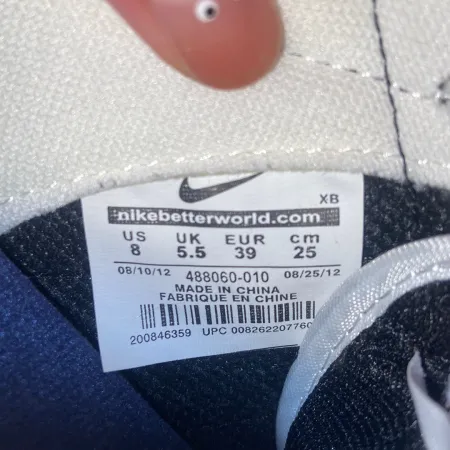 XB
nikebetterworld.com
US UK EUR cm
8 5.5 39 25
08/10/12 488060-010 08/25/12
MADE IN CHINA
FABRIQUE EN CHINE
200846359 UPC 00826220776